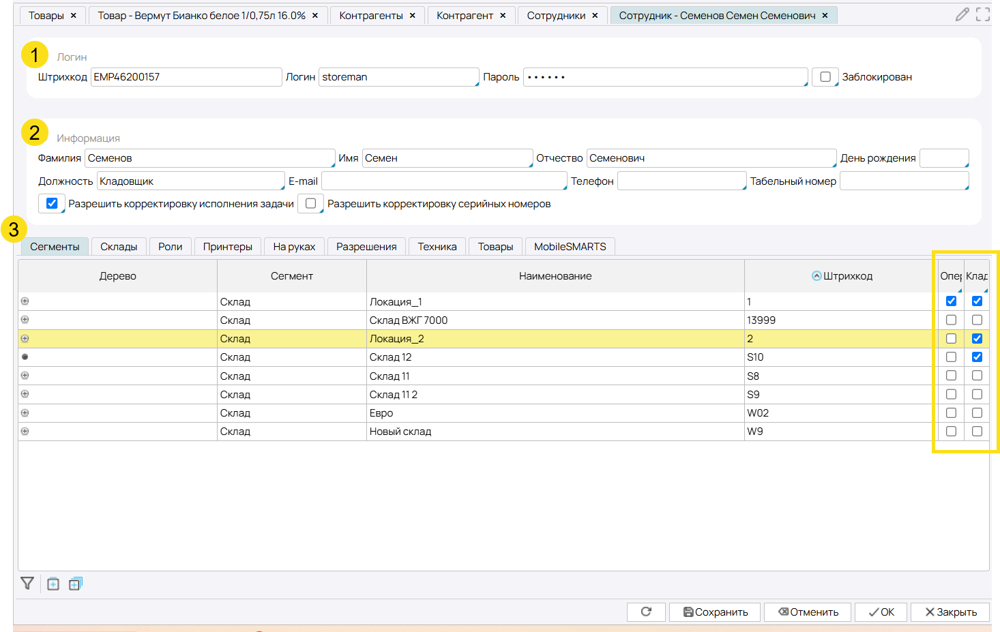 Товары × Товар - Вермут Бианко белое 1/0,75л 16.0% × Контрагенты × Контрагент × Сотрудники × Сотрудник - Семенов Семен Семенович ×
1 Логин
Штрихкод EMP46200157 Логин storeman Пароль •••••• Заблокирован
2 Информация
Фамилия Семенов Имя Семен Отчество Семенович День рождения
Должность Кладовщик E-mail Телефон Табельный номер
Разрешить корректировку исполнения задачи Разрешить корректировку серийных номеров
3
Сегменты Склады Роли Принтеры На руках Разрешения Техника Товары MobileSMARTS
Дерево Сегмент Наименование Штрихкод Опер Клад
Склад Локация_1 1
Склад Склад ВЖГ 7000 13999
Склад Локация_2 2
Склад Склад 12 S10
Склад Склад 11 S8
Склад Склад 11 2 S9
Склад Евро W02
Склад Новый склад W9
Сохранить Отменить OK Закрыть